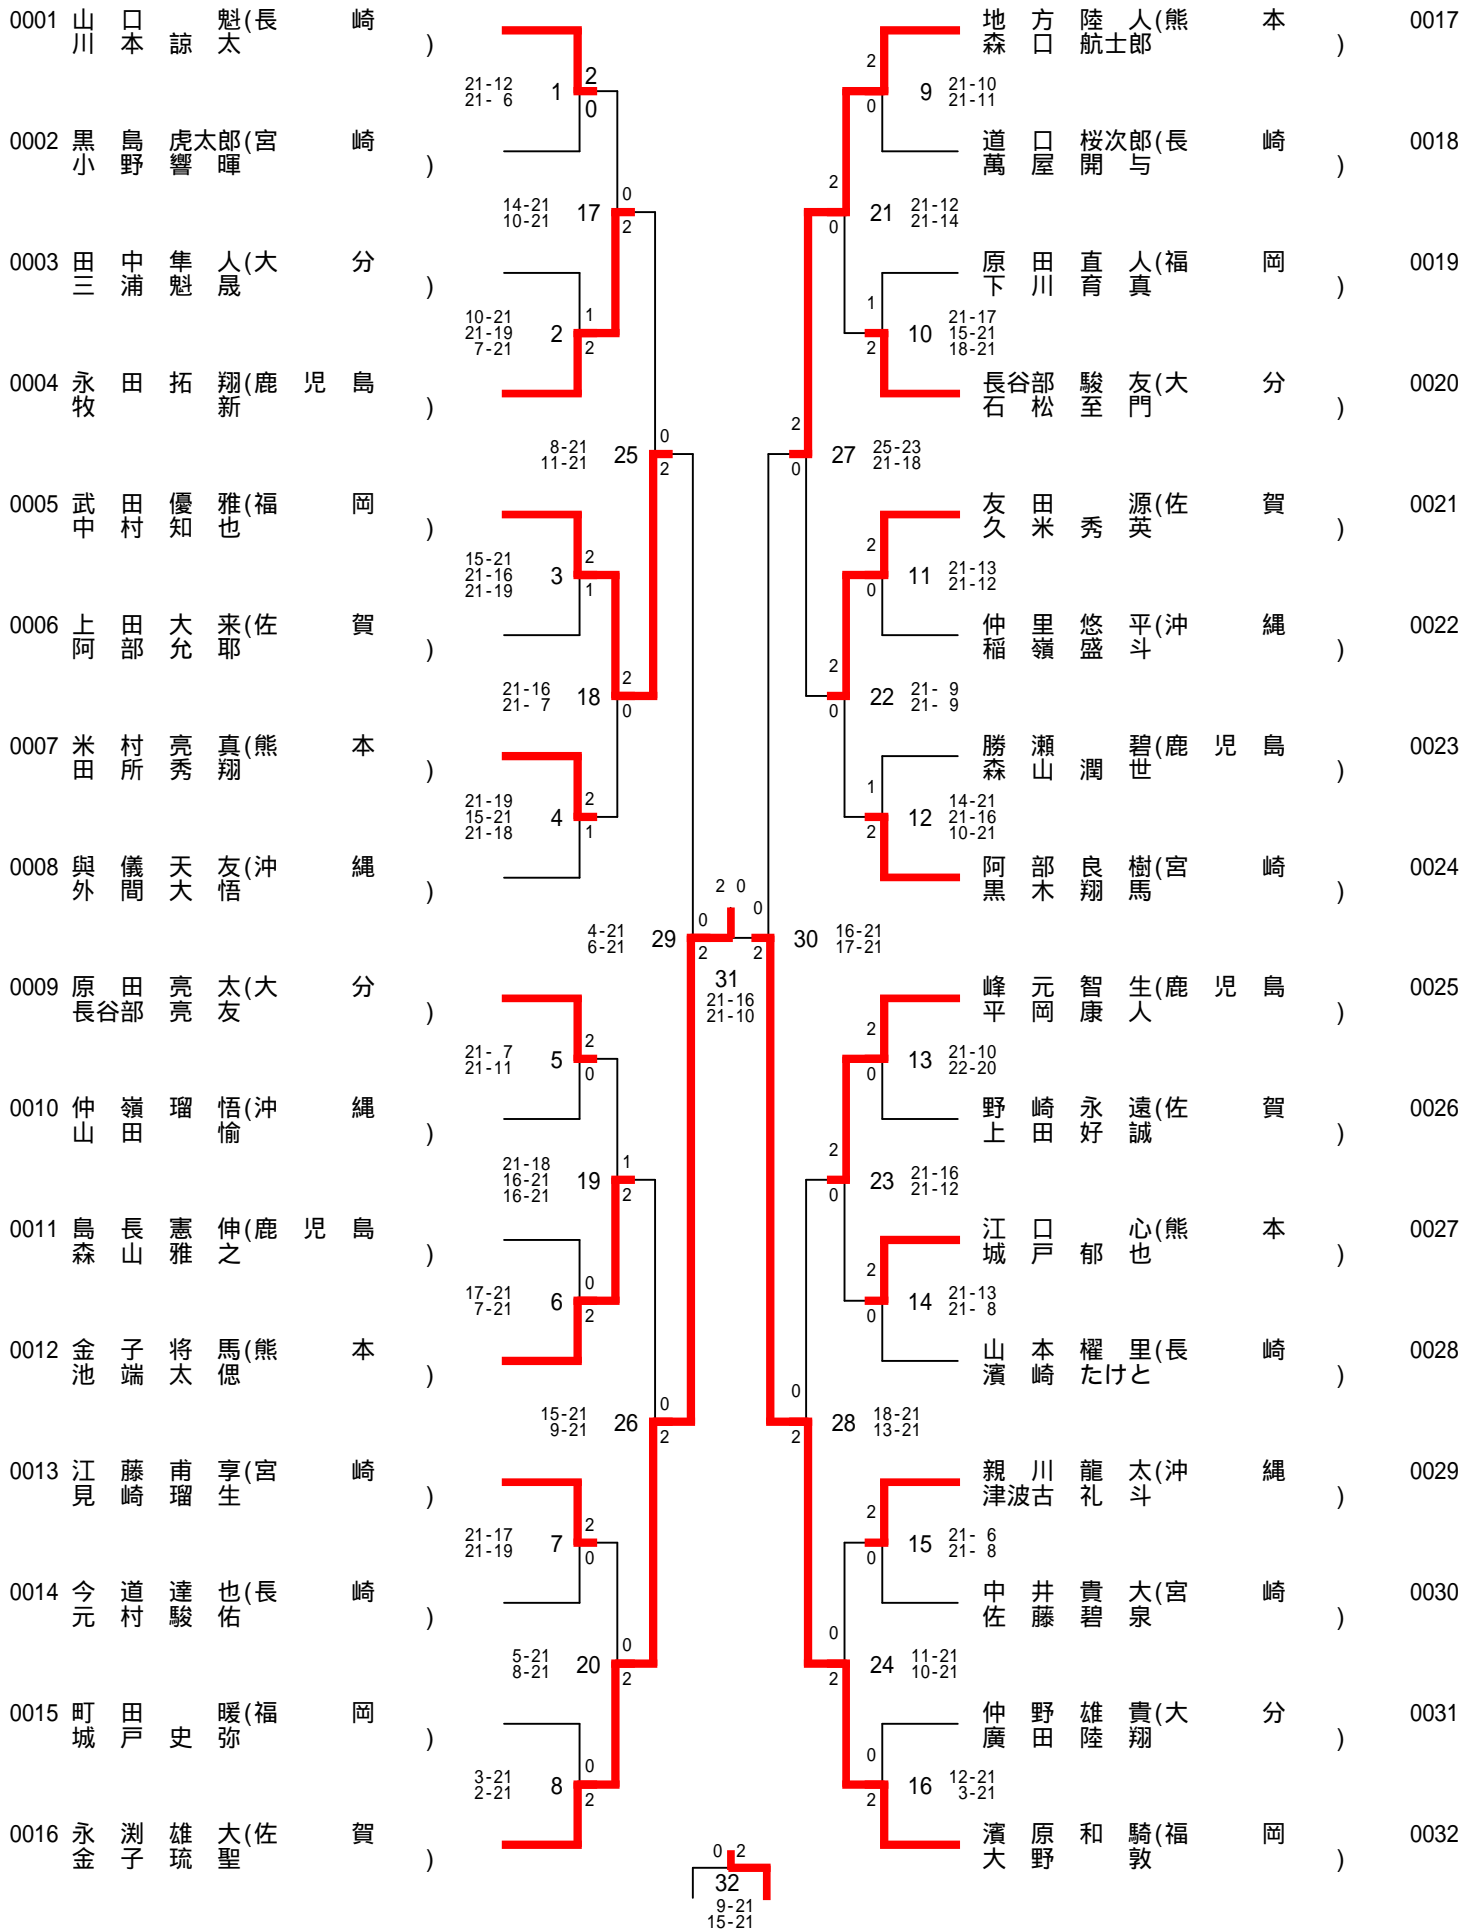 0001 山口 魁(長崎
川本諒太 )
21-12
21- 6
1
2
0
0002 黒島虎太郎(宮崎
小野響暉 )
14-21
10-21
17
0
2
0003 田中隼人(大分
三浦魁晟 )
10-21
21-19
7-21
2
1
2
0004 永田拓翔(鹿児島
牧 新 )
8-21
11-21
25
0
2
0005 武田優雅(福岡
中村知也 )
15-21
21-16
21-19
3
2
1
0006 上田大来(佐賀
阿部允耶 )
21-16
21- 7
18
2
0
0007 米村亮真(熊本
田所秀翔 )
21-19
15-21
21-18
4
2
1
0008 與儀天友(沖縄
外間大悟 )
4-21
6-21
29
0
2
0009 原田亮太(大分
長谷部亮友 )
21- 7
21-11
5
2
0
0010 仲嶺瑠悟(沖縄
山田 愉 )
21-18
16-21
16-21
19
1
2
0011 島長憲伸(鹿児島
森山雅之 )
17-21
7-21
6
0
2
0012 金子将馬(熊本
池端太偲 )
15-21
9-21
26
0
2
0013 江藤甫享(宮崎
見崎瑠生 )
21-17
21-19
7
2
0
0014 今道達也(長崎
元村駿佑 )
5-21
8-21
20
0
2
0015 町田 暖(福岡
城戸史弥 )
3-21
2-21
8
0
2
0016 永渕雄大(佐賀
金子琉聖 )
2 0
31
21-16
21-10
0 2
32
9-21
15-21
地方陸人(熊本 0017
森口航士郎 )
2
0
9
21-10
21-11
道口桜次郎(長崎 0018
萬屋開与 )
2
0
21
21-12
21-14
原田直人(福岡 0019
下川育真 )
1
2
10
21-17
15-21
18-21
長谷部駿友(大分 0020
石松至門 )
2
0
27
25-23
21-18
友田 源(佐賀 0021
久米秀英 )
2
0
11
21-13
21-12
仲里悠平(沖縄 0022
稲嶺盛斗 )
2
0
22
21- 9
21- 9
勝瀬 碧(鹿児島 0023
森山潤世 )
1
2
12
14-21
21-16
10-21
阿部良樹(宮崎 0024
黒木翔馬 )
0
2
30
16-21
17-21
峰元智生(鹿児島 0025
平岡康人 )
2
0
13
21-10
22-20
野崎永遠(佐賀 0026
上田好誠 )
2
0
23
21-16
21-12
江口 心(熊本 0027
城戸郁也 )
2
0
14
21-13
21- 8
山本櫂里(長崎 0028
濱崎たけと )
0
2
28
18-21
13-21
親川龍太(沖縄 0029
津波古礼斗 )
2
0
15
21- 6
21- 8
中井貴大(宮崎 0030
佐藤碧泉 )
0
2
24
11-21
10-21
仲野雄貴(大分 0031
廣田陸翔 )
0
2
16
12-21
3-21
濱原和騎(福岡 0032
大野 敦 )